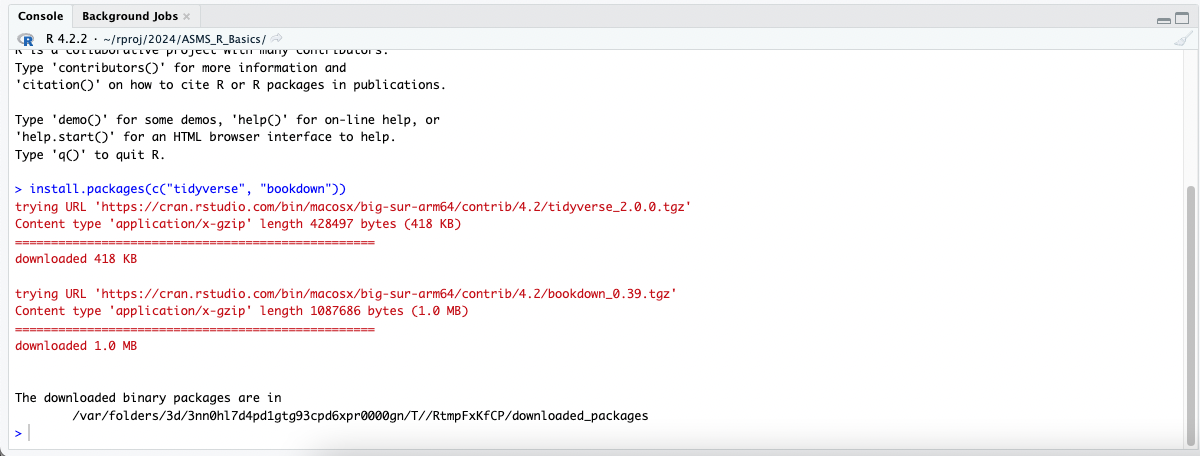 Console Background Jobs ×
R 4.2.2 · ~/rproj/2024/ASMS_R_Basics/
R is a collaborative project with many contributors.
Type 'contributors()' for more information and
'citation()' on how to cite R or R packages in publications.
Type 'demo()' for some demos, 'help()' for on-line help, or
'help.start()' for an HTML browser interface to help.
Type 'q()' to quit R.
> install.packages(c("tidyverse", "bookdown"))
trying URL 'https://cran.rstudio.com/bin/macosx/big-sur-arm64/contrib/4.2/tidyverse_2.0.0.tgz'
Content type 'application/x-gzip' length 428497 bytes (418 KB)
==================================================
downloaded 418 KB
trying URL 'https://cran.rstudio.com/bin/macosx/big-sur-arm64/contrib/4.2/bookdown_0.39.tgz'
Content type 'application/x-gzip' length 1087686 bytes (1.0 MB)
==================================================
downloaded 1.0 MB
The downloaded binary packages are in
/var/folders/3d/3nn0hl7d4pd1gtg93cpd6xpr0000gn/T//RtmpFxKfCP/downloaded_packages
>